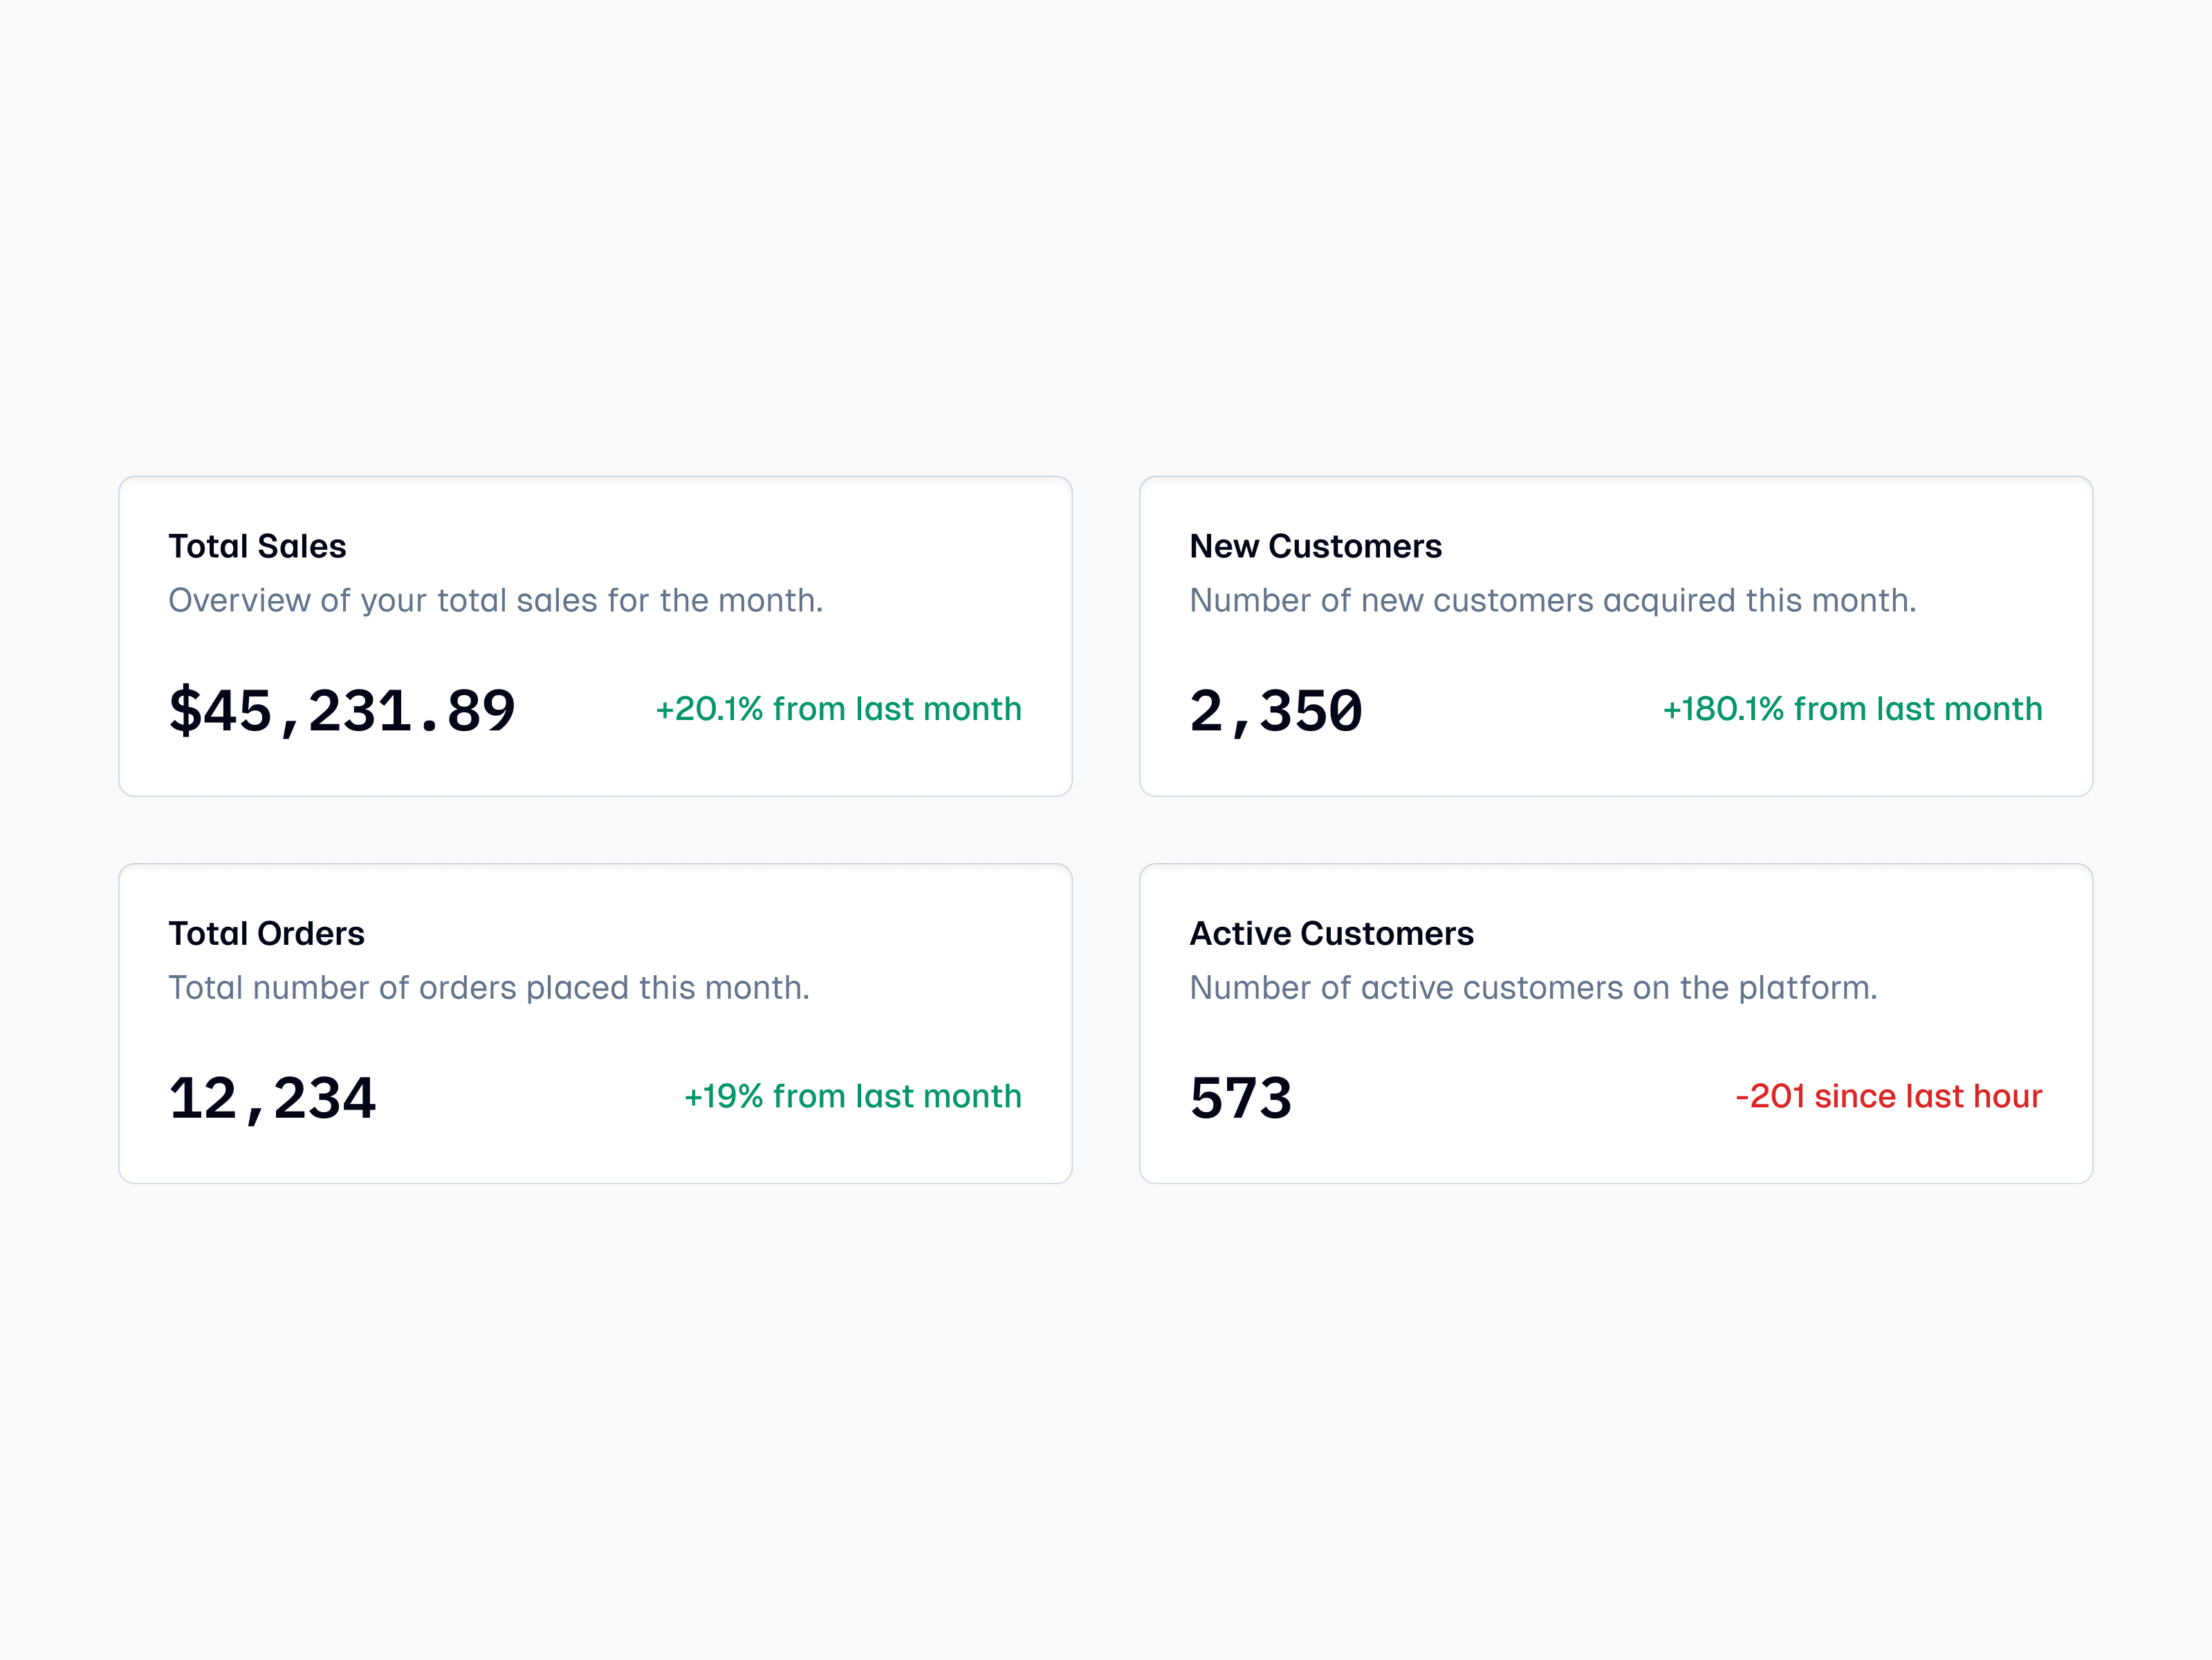 Total Sales
Overview of your total sales for the month.
$45,231.89
+20.1% from last month
New Customers
Number of new customers acquired this month.
2,350
+180.1% from last month
Total Orders
Total number of orders placed this month.
12,234
+19% from last month
Active Customers
Number of active customers on the platform.
573
-201 since last hour